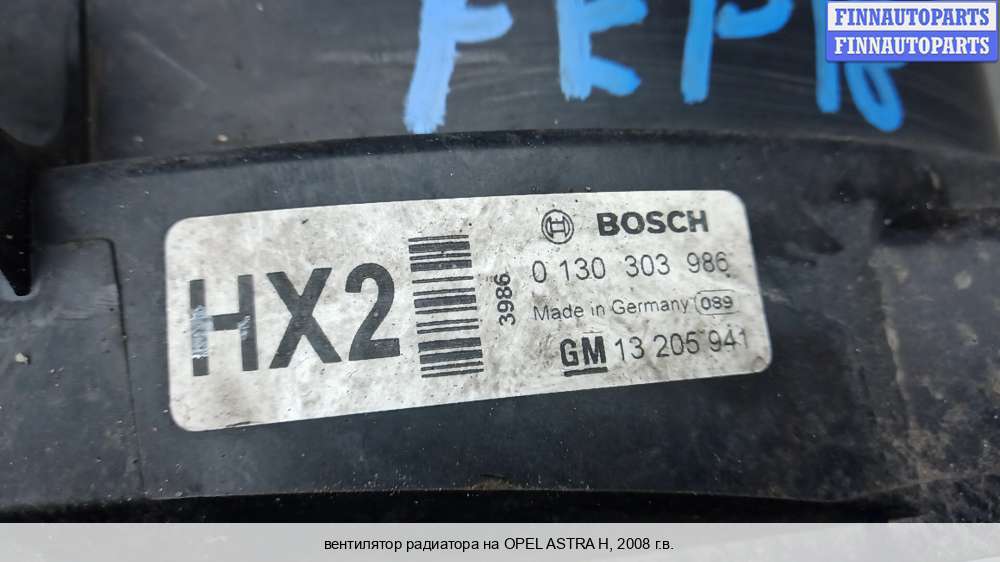 FINNAUTOPARTS
FINNAUTOPARTS
HX2
3986
BOSCH
0 130 303 986
Made in Germany 089
GM 13 205 941
вентилятор радиатора на OPEL ASTRA H, 2008 г.в.